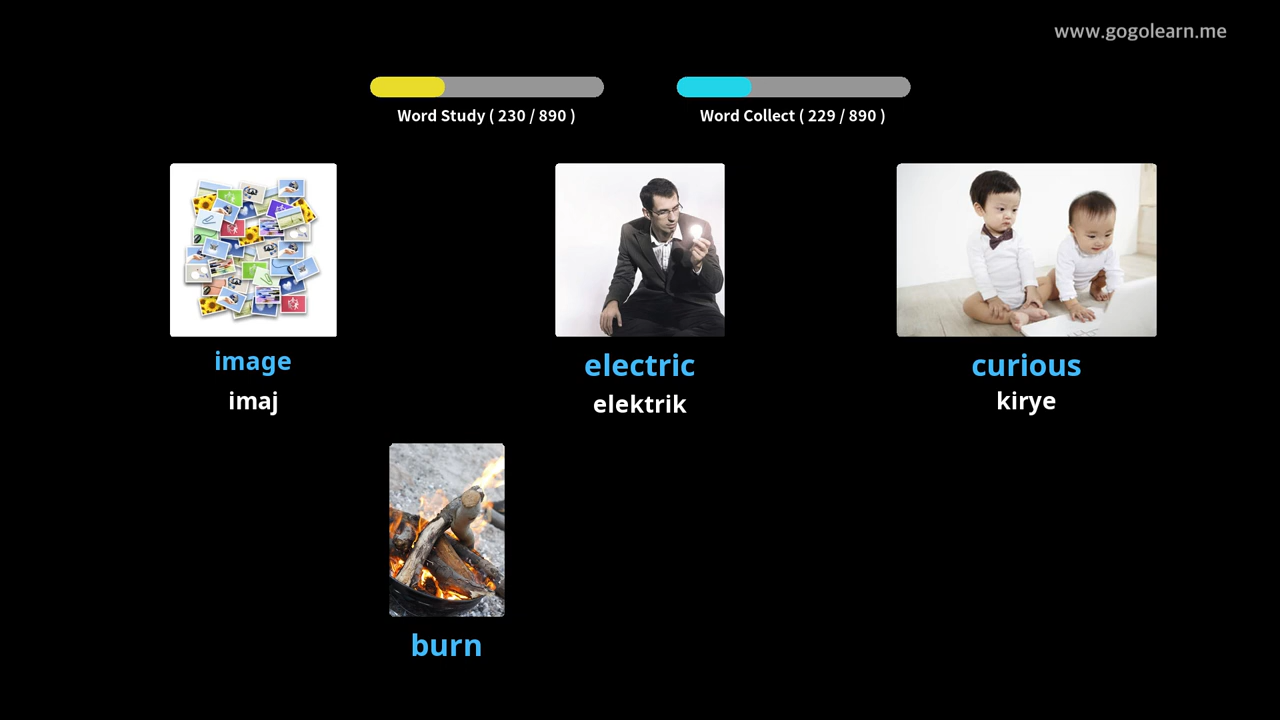 www.gogolearn.me
Word Study ( 230 / 890 )
Word Collect ( 229 / 890 )
image
imaj
electric
elektrik
curious
kirye
burn